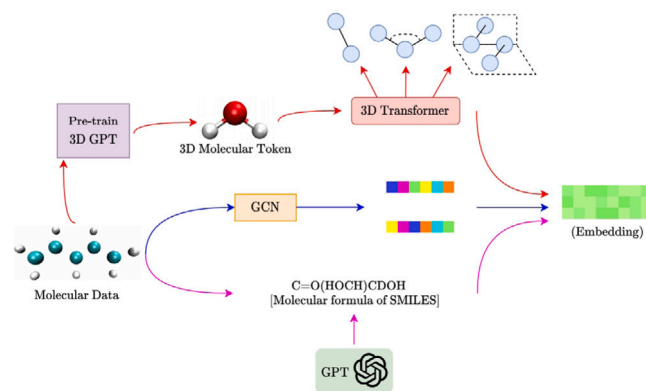 Pre-train
3D GPT
3D Molecular Token
3D Transformer
GCN
(Embedding)
Molecular Data
C=O(HOCH)CDOH
[Molecular formula of SMILES]
GPT